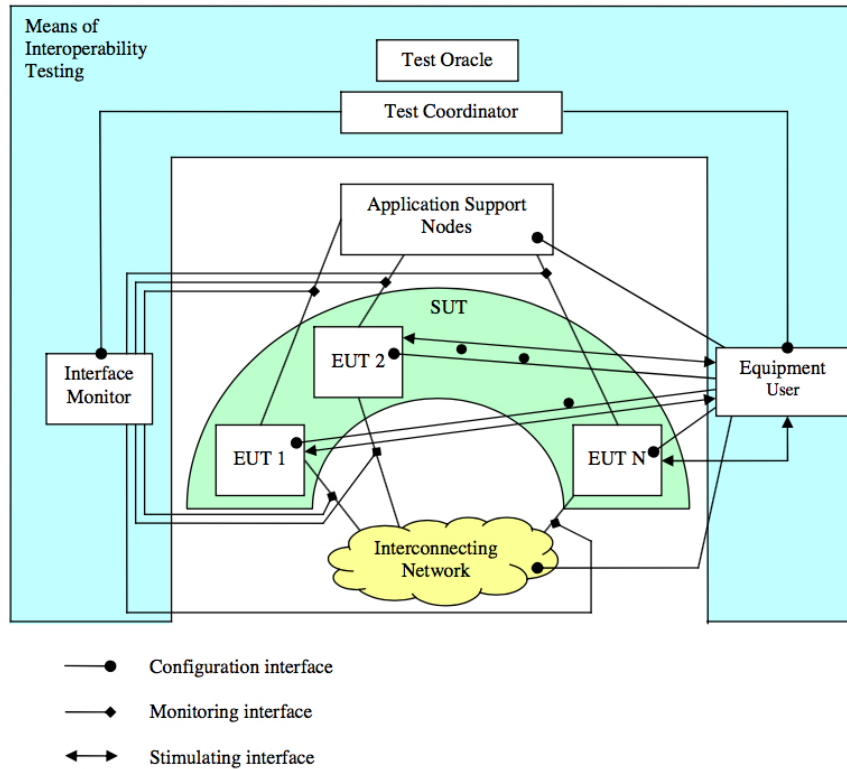 Means of
Interoperability
Testing
Test Oracle
Test Coordinator
Application Support
Nodes
SUT
EUT 2
Interface
Monitor
Equipment
User
EUT 1
EUT N
Interconnecting
Network
Configuration interface
Monitoring interface
Stimulating interface